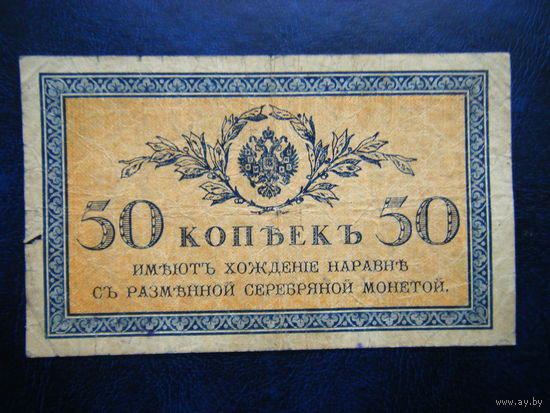 50 КОПѢЕКЪ 50
ИМѢЮТЪ ХОЖДЕНІЕ НАРАВНѢ
СЪ РАЗМѢННОЙ СЕРЕБРЯНОЙ МОНЕТОЙ.
www.ay.by